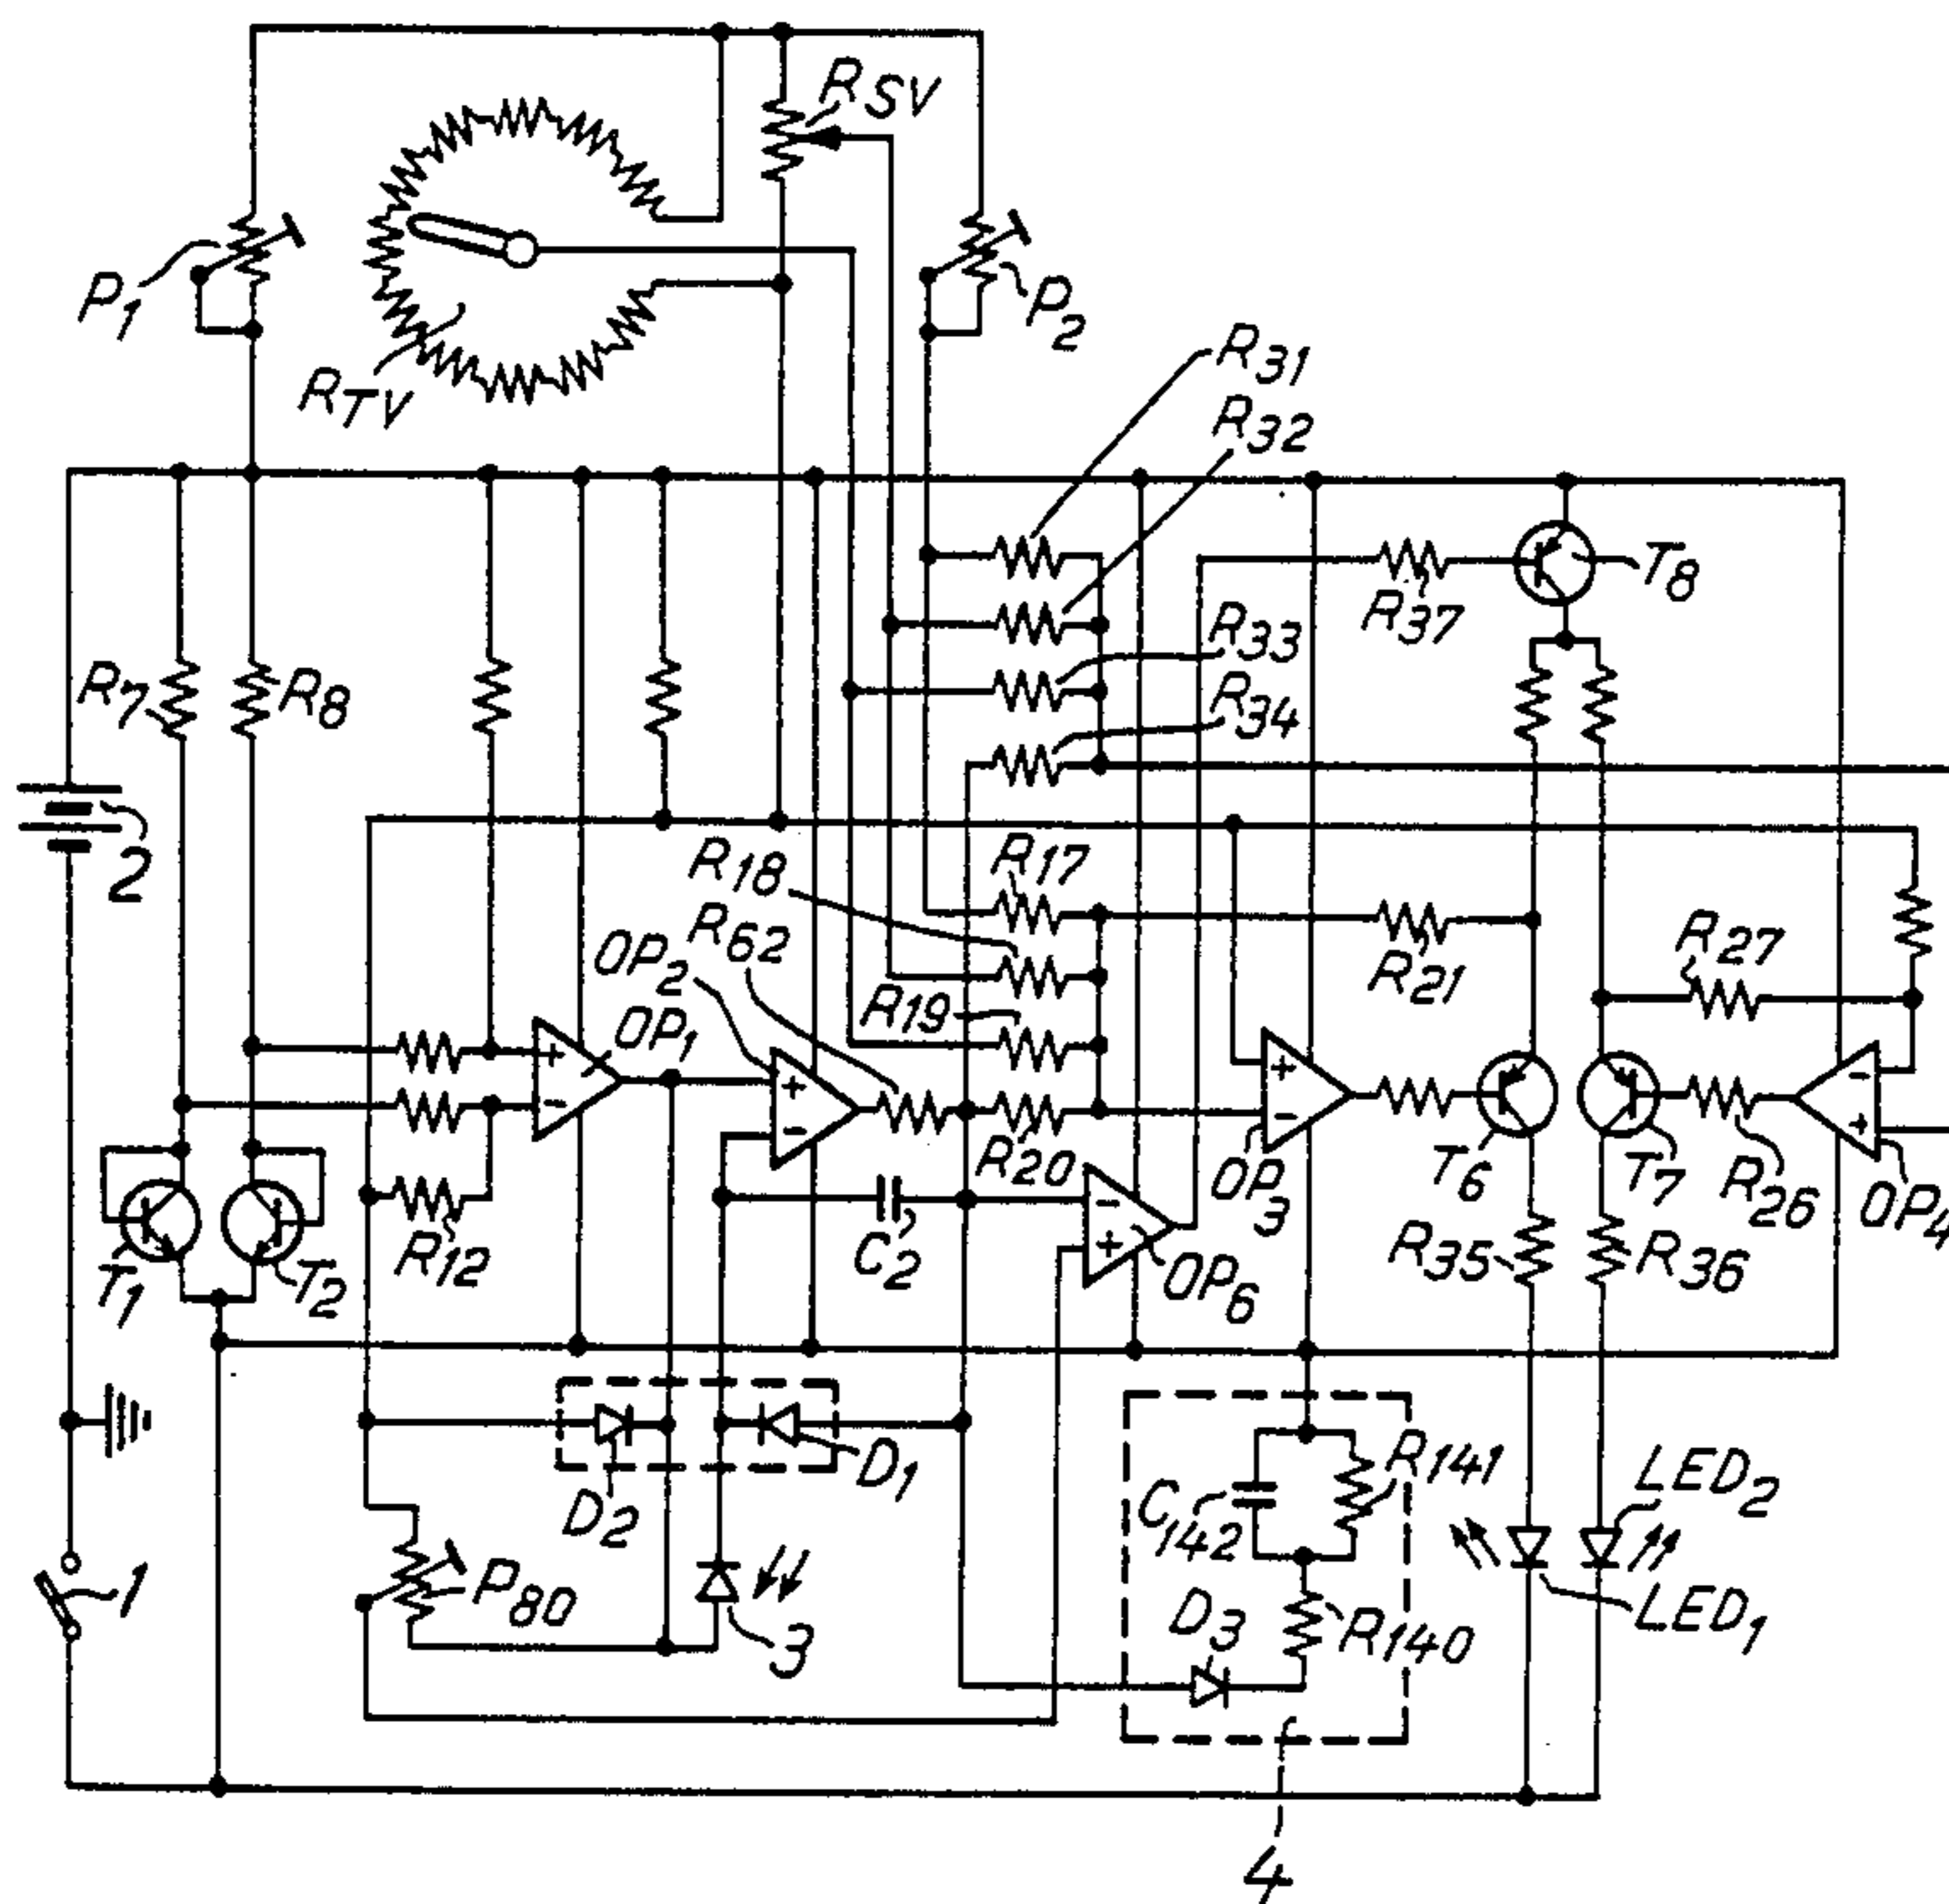 RSV
P1
P2
RTV
R31
R32
T8
R37
R33
R7
R8
R34
2
R17
R18
R62
R27
OP2
R21
OP1
R19
+
+
-
-
+
+
-
-
R20
T6
T7
R26
OP3
OP4
-
+
R12
C2
R35
R36
T1
T2
OP6
D1
R141
LED2
C142
D2
1
P80
3
D3
R140
LED1
4